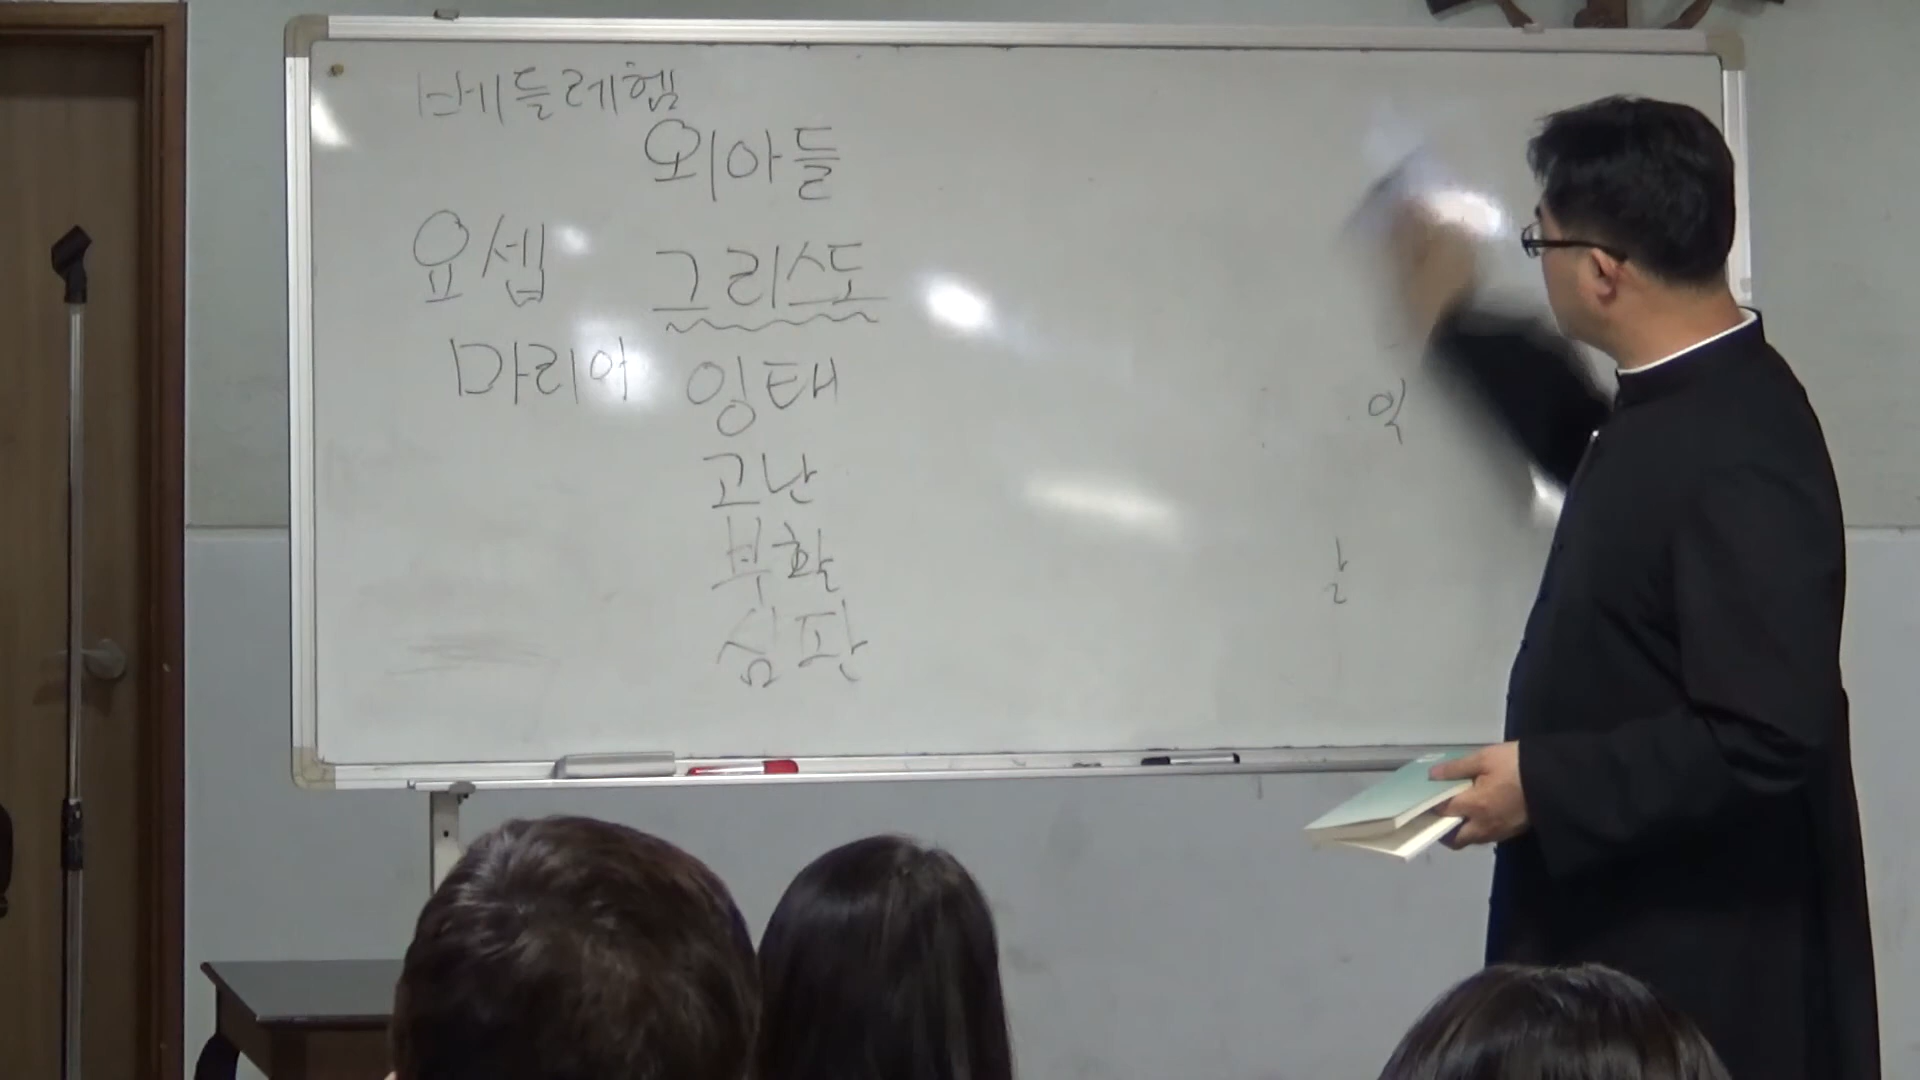 베들레헴
외아들
요셉 그리스도
마리아 잉태
고난
부활
심판
익